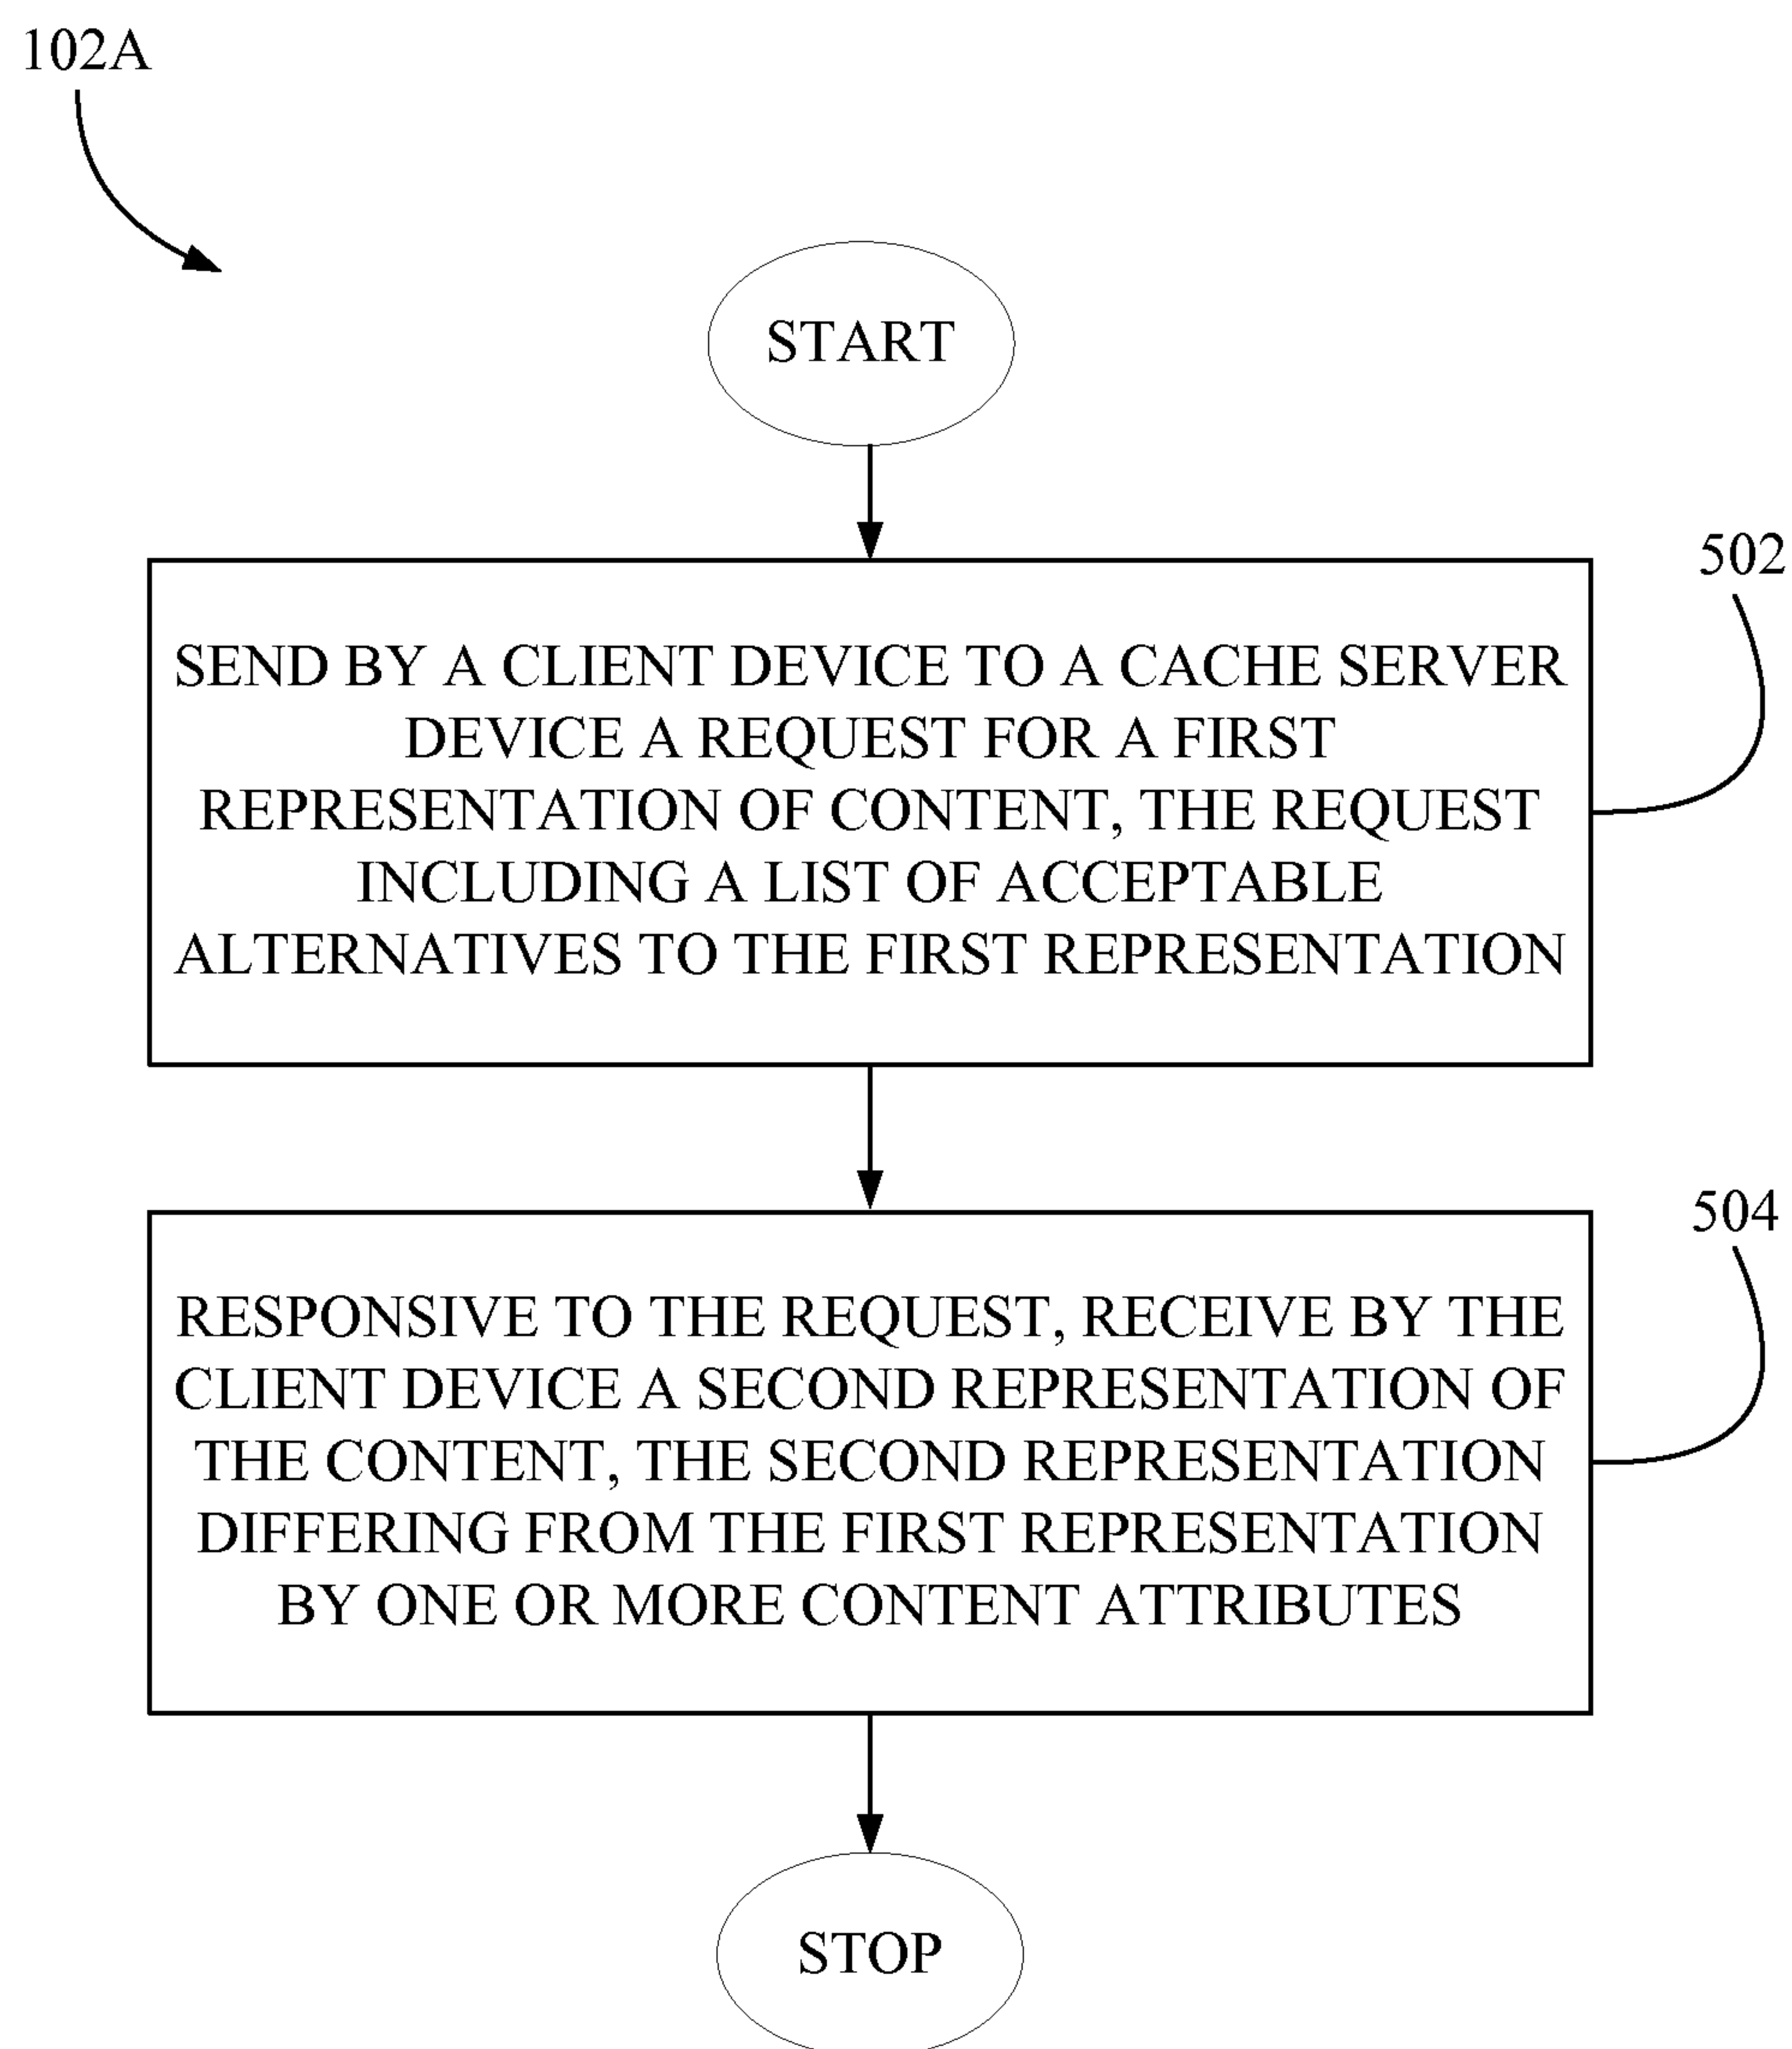 102A
START
502
SEND BY A CLIENT DEVICE TO A CACHE SERVER
DEVICE A REQUEST FOR A FIRST
REPRESENTATION OF CONTENT, THE REQUEST
INCLUDING A LIST OF ACCEPTABLE
ALTERNATIVES TO THE FIRST REPRESENTATION
504
RESPONSIVE TO THE REQUEST, RECEIVE BY THE
CLIENT DEVICE A SECOND REPRESENTATION OF
THE CONTENT, THE SECOND REPRESENTATION
DIFFERING FROM THE FIRST REPRESENTATION
BY ONE OR MORE CONTENT ATTRIBUTES
STOP